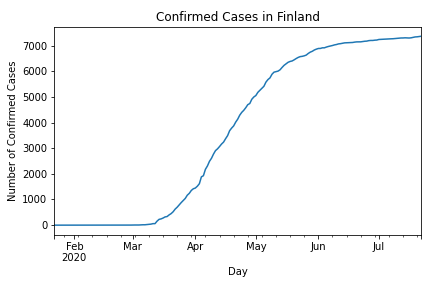 Confirmed Cases in Finland
Number of Confirmed Cases
7000
6000
5000
4000
3000
2000
1000
0
Feb Mar Apr May Jun Jul
2020
Day